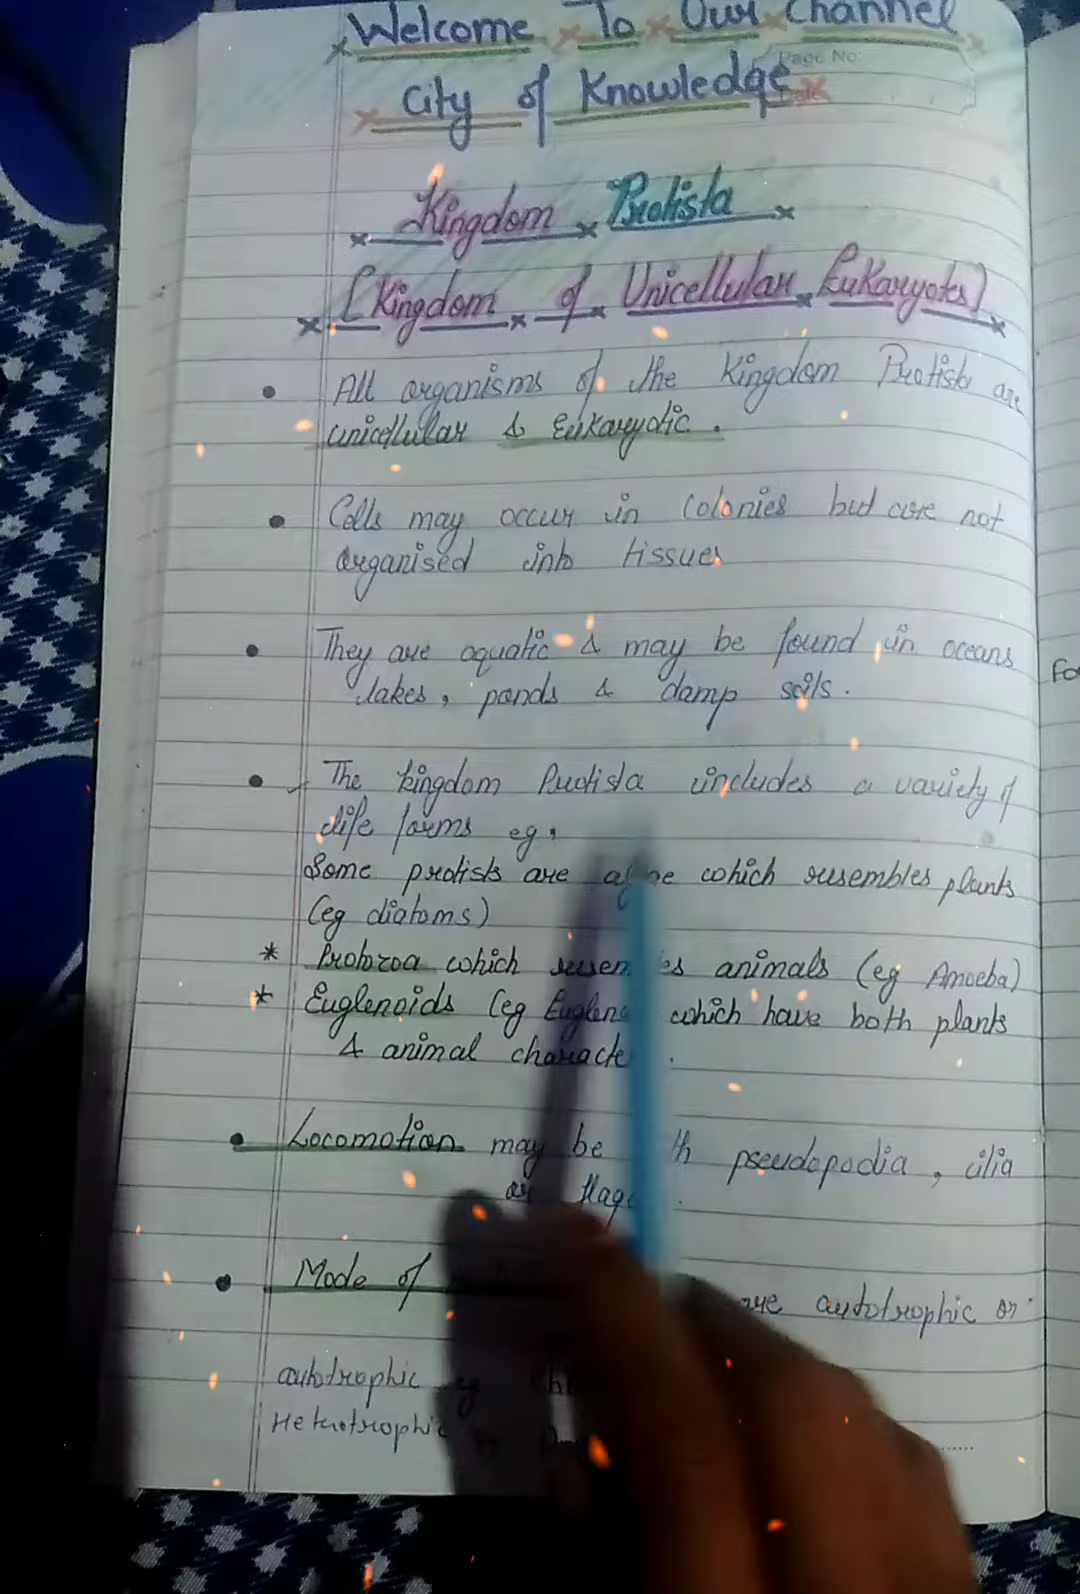 Welcome To Our Channel
Page No:
City of Knowledge
Kingdom Protista
(Kingdom of Unicellular Eukaryotes)
All organisms of the Kingdom Protista are
unicellular & Eukaryotic.
Cells may occur in colonies but are not
organised into tissues
They are aquatic & may be found in oceans
lakes, ponds & damp soils.
The kingdom Protista includes a variety of
life forms eg.
Some protists are which resembles plants
(eg diatoms)
* Protozoa which animals (eg Amoeba)
* Euglenoids (eg which have both plants
& animal
Locomotion may be pseudopodia, cilia
or
Mode of are autotrophic or
autotrophic eg
Heterotrophic